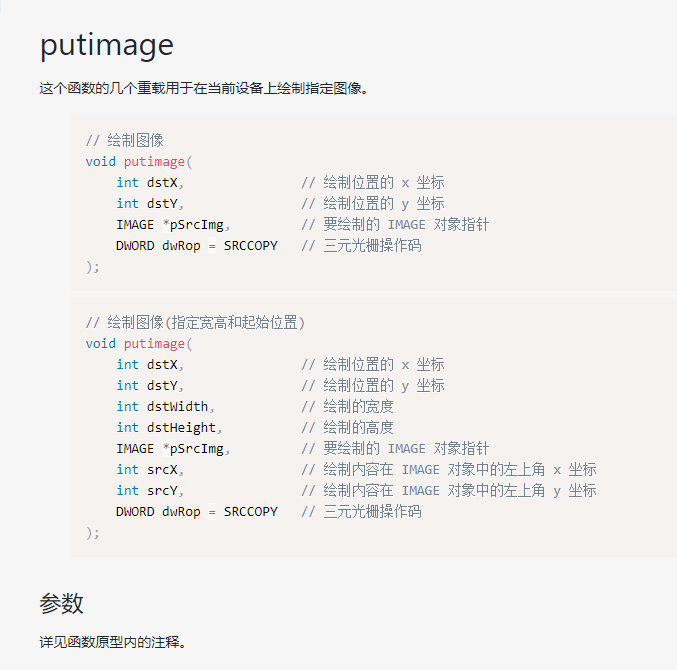 putimage
这个函数的几个重载用于在当前设备上绘制指定图像。
// 绘制图像
void putimage(
    int dstX,               // 绘制位置的 x 坐标
    int dstY,               // 绘制位置的 y 坐标
    IMAGE *pSrcImg,         // 要绘制的 IMAGE 对象指针
    DWORD dwRop = SRCCOPY   // 三元光栅操作码
);
// 绘制图像(指定宽高和起始位置)
void putimage(
    int dstX,               // 绘制位置的 x 坐标
    int dstY,               // 绘制位置的 y 坐标
    int dstWidth,           // 绘制的宽度
    int dstHeight,          // 绘制的高度
    IMAGE *pSrcImg,         // 要绘制的 IMAGE 对象指针
    int srcX,               // 绘制内容在 IMAGE 对象中的左上角 x 坐标
    int srcY,               // 绘制内容在 IMAGE 对象中的左上角 y 坐标
    DWORD dwRop = SRCCOPY   // 三元光栅操作码
);
参数
详见函数原型内的注释。